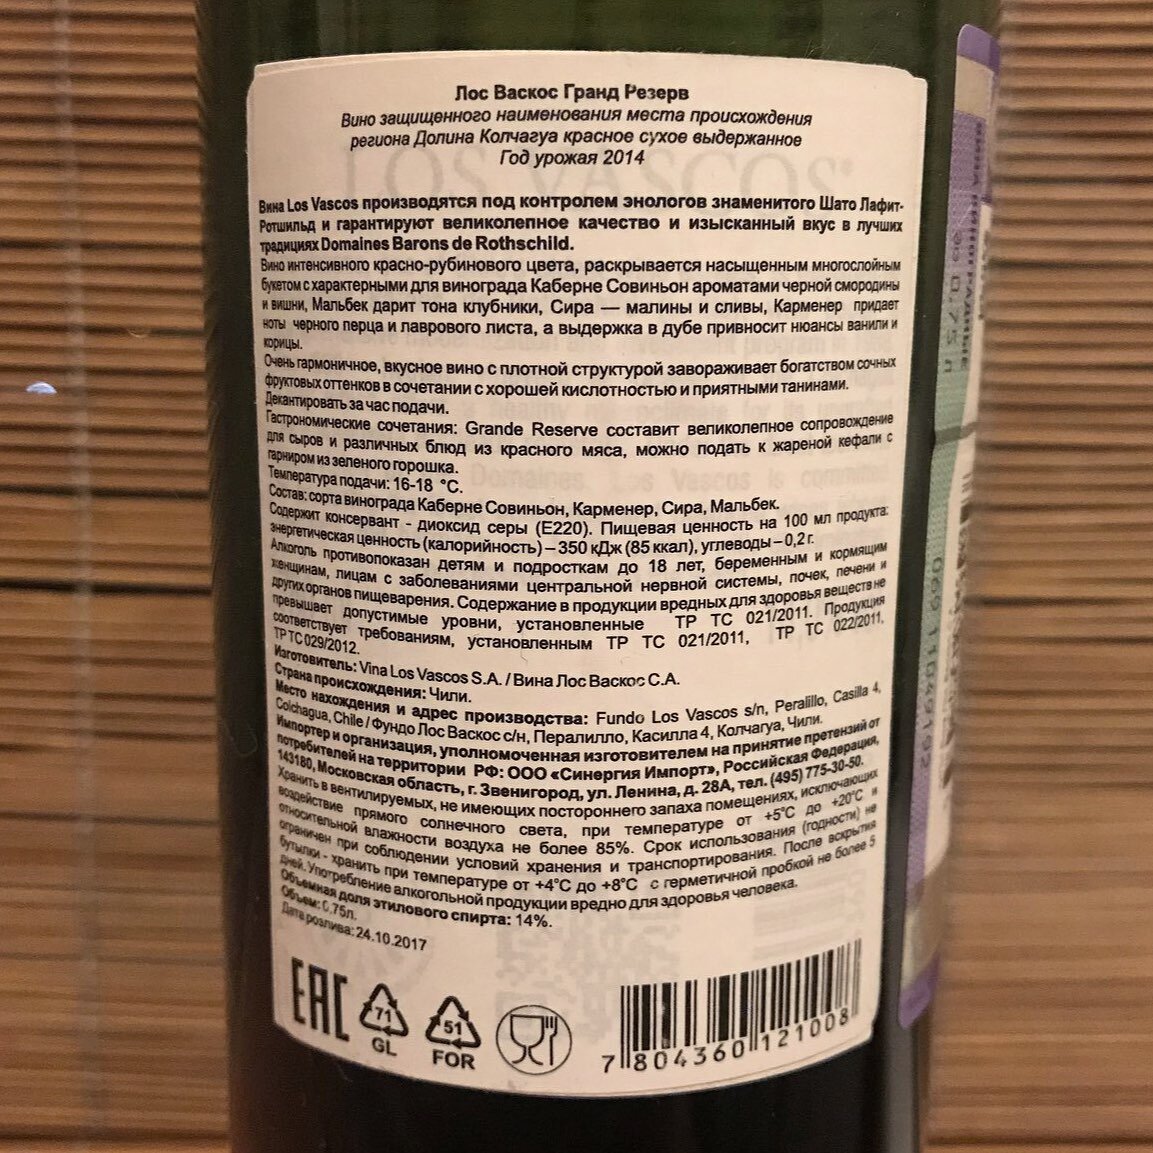 Лос Васкос Гранд Резерв
Вино защищенного наименования места происхождения
региона Долина Колчагуа красное сухое выдержанное
Год урожая 2014
Вина Los Vascos производятся под контролем энологов знаменитого Шато Лафит-
Ротшильд и гарантируют великолепное качество и изысканный вкус в лучших
традициях Domaines Barons de Rothschild.
Вино интенсивного красно-рубинового цвета, раскрывается насыщенным многослойным
букетом с характерными для винограда Каберне Совиньон ароматами черной смородины
и вишни, Мальбек дарит тона клубники, Сира — малины и сливы, Карменер придает
ноты черного перца и лаврового листа, а выдержка в дубе привносит нюансы ванили и
корицы.
Очень гармоничное, вкусное вино с плотной структурой завораживает богатством сочных
фруктовых оттенков в сочетании с хорошей кислотностью и приятными танинами.
Декантировать за час подачи.
Гастрономические сочетания: Grande Reserve составит великолепное сопровождение
для сыров и различных блюд из красного мяса, можно подать к жареной кефали с
гарниром из зеленого горошка.
Температура подачи: 16-18 °С.
Состав: сорта винограда Каберне Совиньон, Карменер, Сира, Мальбек.
Содержит консервант - диоксид серы (Е220). Пищевая ценность на 100 мл продукта:
энергетическая ценность (калорийность) – 350 кДж (85 ккал), углеводы – 0,2 г.
Алкоголь противопоказан детям и подросткам до 18 лет, беременным и кормящим
женщинам, лицам с заболеваниями центральной нервной системы, почек, печени и
других органов пищеварения. Содержание в продукции вредных для здоровья веществ не
превышает допустимые уровни, установленные ТР ТС 021/2011. Продукция
соответствует требованиям, установленным ТР ТС 021/2011, ТР ТС 022/2011,
ТР ТС 029/2012.
Изготовитель: Vina Los Vascos S.A. / Вина Лос Васкос С.А.
Страна происхождения: Чили.
Место нахождения и адрес производства: Fundo Los Vascos s/n, Peralillo, Casilla 4,
Colchagua, Chile / Фундо Лос Васкос с/н, Пералилло, Касилла 4, Колчагуа, Чили.
Импортер и организация, уполномоченная изготовителем на принятие претензий от
потребителей на территории РФ: ООО «Синергия Импорт», Российская Федерация,
143180, Московская область, г. Звенигород, ул. Ленина, д. 28А, тел. (495) 775-30-50.
Хранить в вентилируемых, не имеющих постороннего запаха помещениях, исключающих
воздействие прямого солнечного света, при температуре от +5°С до +20°С и
относительной влажности воздуха не более 85%. Срок использования (годности) не
ограничен при соблюдении условий хранения и транспортирования. После вскрытия
бутылки - хранить при температуре от +4°С до +8°С с герметичной пробкой не более 5
дней. Употребление алкогольной продукции вредно для здоровья человека.
Объемная доля этилового спирта: 14%.
Объем: 0,75л.
Дата розлива: 24.10.2017
EAC
71
GL
51
FOR
7 804360 121008
LOS VASCOS